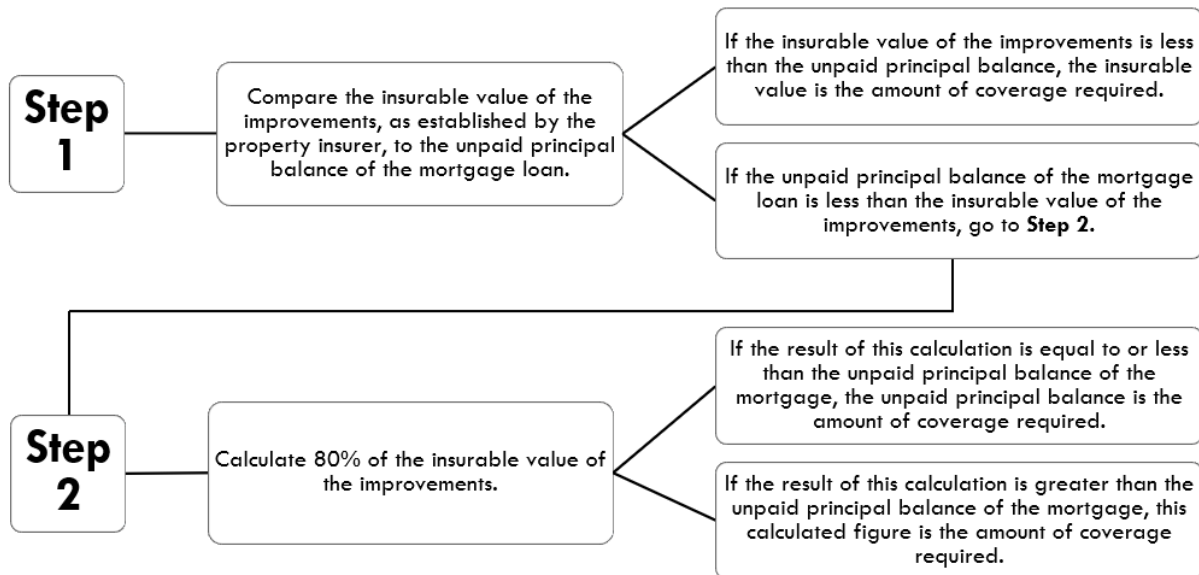 Step
1
Compare the insurable value of the
improvements, as established by the
property insurer, to the unpaid principal
balance of the mortgage loan.
If the insurable value of the improvements is less
than the unpaid principal balance, the insurable
value is the amount of coverage required.
If the unpaid principal balance of the mortgage
loan is less than the insurable value of the
improvements, go to Step 2.
Step
2
Calculate 80% of the insurable value of
the improvements.
If the result of this calculation is equal to or less
than the unpaid principal balance of the
mortgage, the unpaid principal balance is the
amount of coverage required.
If the result of this calculation is greater than the
unpaid principal balance of the mortgage, this
calculated figure is the amount of coverage
required.